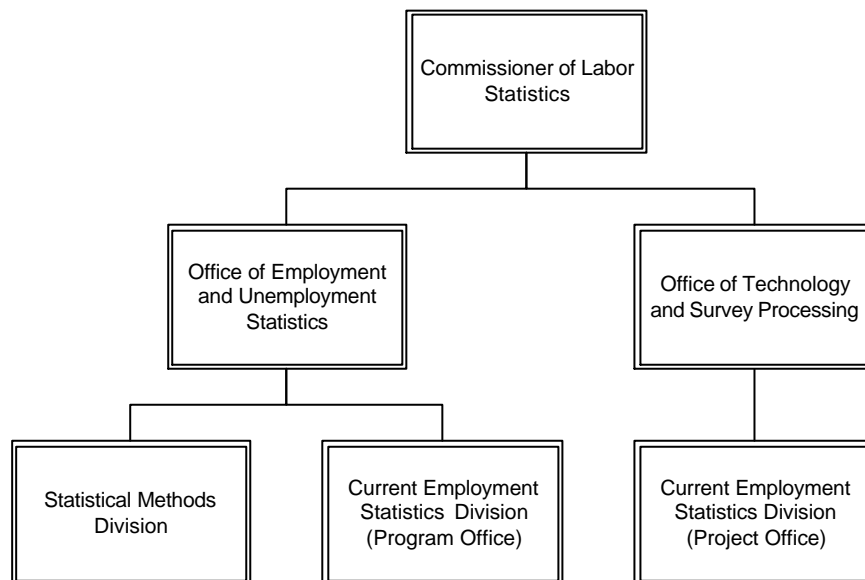 Commissioner of Labor
Statistics
Office of Employment
and Unemployment
Statistics
Office of Technology
and Survey Processing
Statistical Methods
Division
Current Employment
Statistics Division
(Program Office)
Current Employment
Statistics Division
(Project Office)